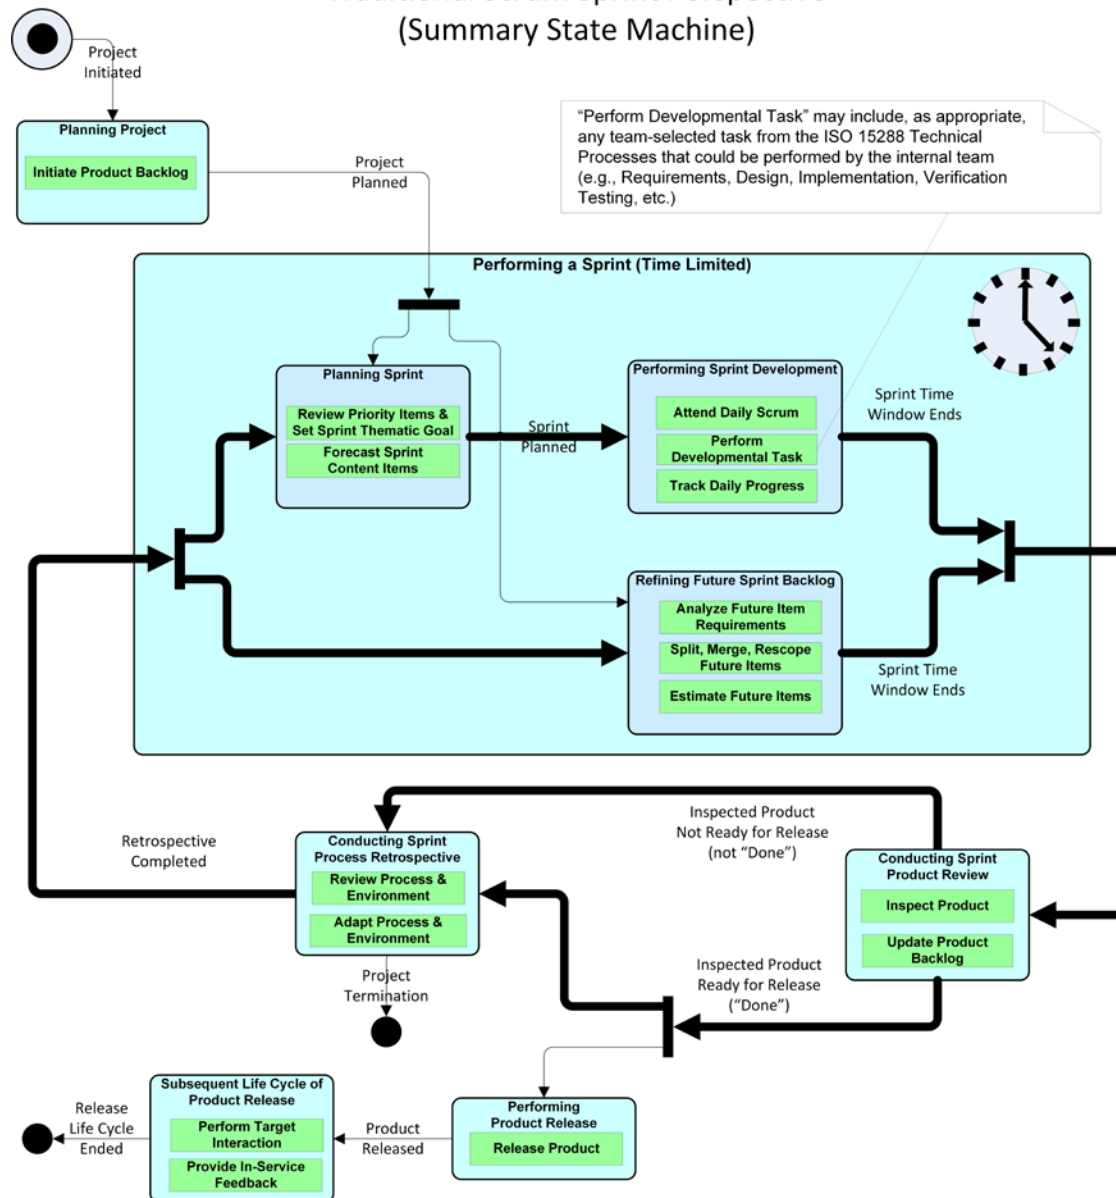 Traditional Scrum Sprint Perspective
(Summary State Machine)
Project
Initiated
Planning Project
Initiate Product Backlog
Project
Planned
“Perform Developmental Task” may include, as appropriate,
any team-selected task from the ISO 15288 Technical
Processes that could be performed by the internal team
(e.g., Requirements, Design, Implementation, Verification
Testing, etc.)
Performing a Sprint (Time Limited)
Planning Sprint
Review Priority Items &
Set Sprint Thematic Goal
Forecast Sprint
Content Items
Sprint
Planned
Performing Sprint Development
Attend Daily Scrum
Perform
Developmental Task
Track Daily Progress
Sprint Time
Window Ends
Refining Future Sprint Backlog
Analyze Future Item
Requirements
Split, Merge, Rescope
Future Items
Estimate Future Items
Sprint Time
Window Ends
Retrospective
Completed
Conducting Sprint
Process Retrospective
Review Process &
Environment
Adapt Process &
Environment
Project
Termination
Inspected Product
Not Ready for Release
(not “Done”)
Conducting Sprint
Product Review
Inspect Product
Update Product
Backlog
Inspected Product
Ready for Release
(“Done”)
Performing
Product Release
Release Product
Product
Released
Subsequent Life Cycle of
Product Release
Perform Target
Interaction
Provide In-Service
Feedback
Release
Life Cycle
Ended